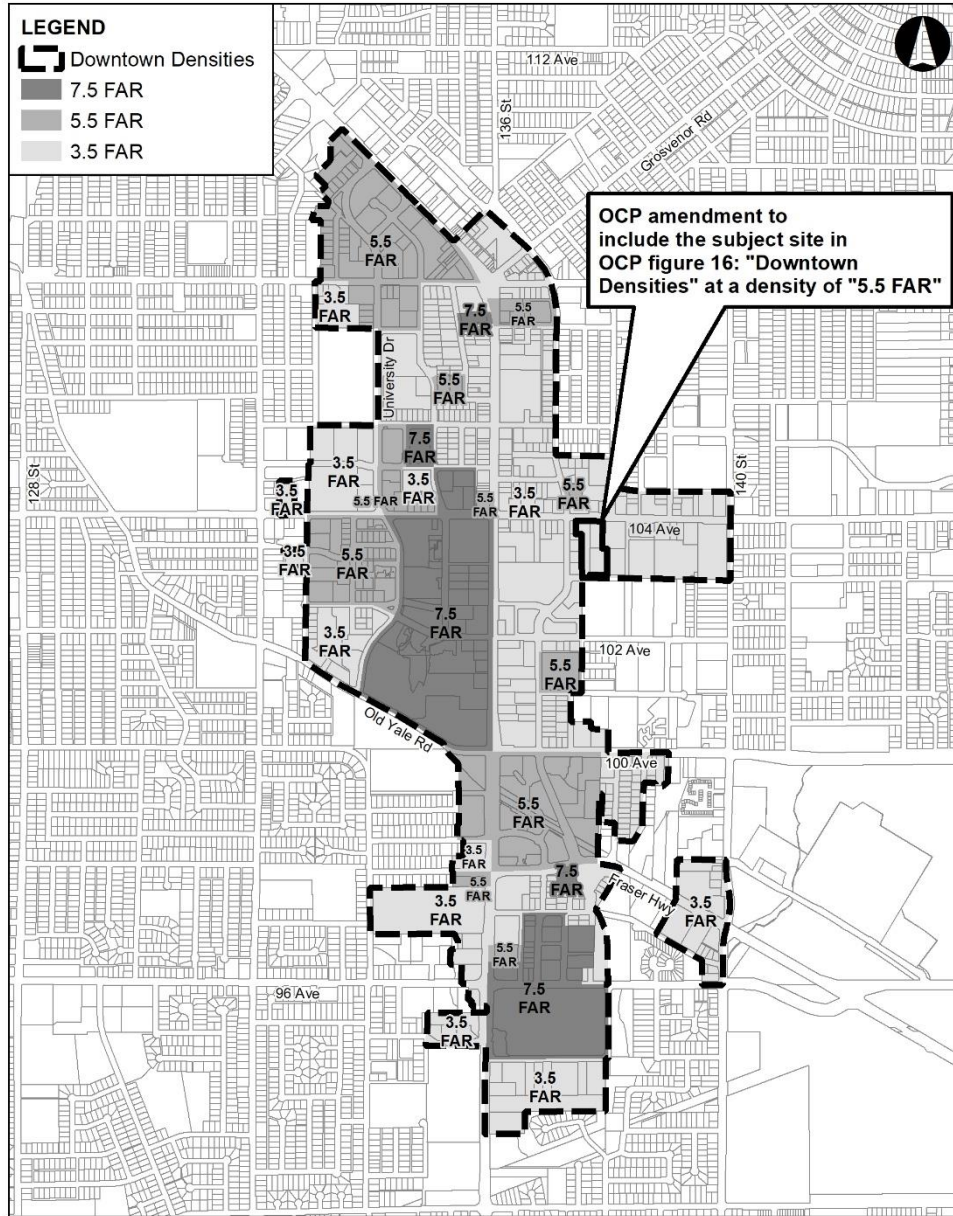 LEGEND
Downtown Densities
7.5 FAR
5.5 FAR
3.5 FAR
112 Ave
136 St
Grosvenor Rd
OCP amendment to
include the subject site in
OCP figure 16: "Downtown
Densities" at a density of "5.5 FAR"
5.5
FAR
3.5
FAR
7.5
FAR
5.5
FAR
University Dr
5.5
FAR
7.5
FAR
128 St
3.5
FAR
3.5
FAR
3.5
FAR
5.5 FAR
5.5
FAR
3.5
FAR
5.5
FAR
140 St
104 Ave
3.5
FAR
5.5
FAR
7.5
FAR
3.5
FAR
102 Ave
5.5
FAR
Old Yale Rd
100 Ave
5.5
FAR
3.5
FAR
7.5
FAR
5.5
FAR
Fraser Hwy
3.5
FAR
3.5
FAR
5.5
FAR
7.5
FAR
96 Ave
3.5
FAR
3.5
FAR